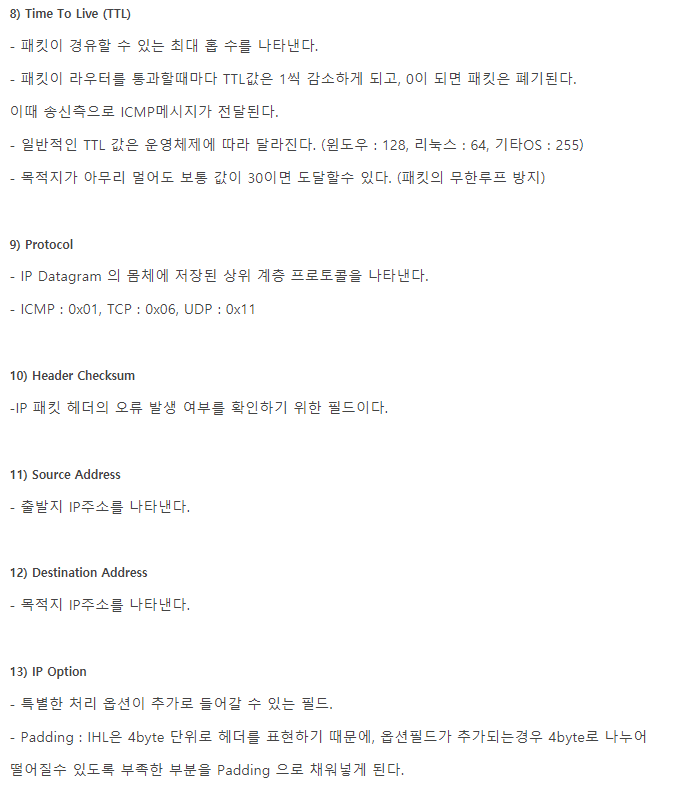 8) Time To Live (TTL)
- 패킷이 경유할 수 있는 최대 홉 수를 나타낸다.
- 패킷이 라우터를 통과할때마다 TTL값은 1씩 감소하게 되고, 0이 되면 패킷은 폐기된다.
이때 송신측으로 ICMP메시지가 전달된다.
- 일반적인 TTL 값은 운영체제에 따라 달라진다. (윈도우 : 128, 리눅스 : 64, 기타OS : 255)
- 목적지가 아무리 멀어도 보통 값이 30이면 도달할수 있다. (패킷의 무한루프 방지)
9) Protocol
- IP Datagram 의 몸체에 저장된 상위 계층 프로토콜을 나타낸다.
- ICMP : 0x01, TCP : 0x06, UDP : 0x11
10) Header Checksum
-IP 패킷 헤더의 오류 발생 여부를 확인하기 위한 필드이다.
11) Source Address
- 출발지 IP주소를 나타낸다.
12) Destination Address
- 목적지 IP주소를 나타낸다.
13) IP Option
- 특별한 처리 옵션이 추가로 들어갈 수 있는 필드.
- Padding : IHL은 4byte 단위로 헤더를 표현하기 때문에, 옵션필드가 추가되는경우 4byte로 나누어
떨어질수 있도록 부족한 부분을 Padding 으로 채워넣게 된다.